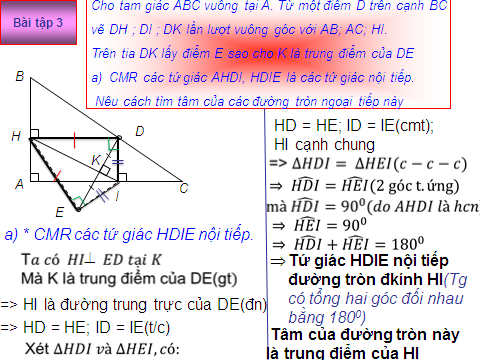 Bài tập 3
Cho tam giác ABC vuông tại A. Từ một điểm D trên cạnh BC
vẽ DH ; DI ; DK lần lượt vuông góc với AB; AC; HI.
Trên tia DK lấy điểm E sao cho K là trung điểm của DE
a) CMR các tứ giác AHDI, HDIE là các tứ giác nội tiếp.
Nêu cách tìm tâm của các đường tròn ngoại tiếp này
B
H
D
K
A
I
C
E
a) * CMR các tứ giác HDIE nội tiếp.
Ta có HI⊥ ED tại K
Mà K là trung điểm của DE(gt)
=> HI là đường trung trực của DE(đn)
=> HD = HE; ID = IE(t/c)
Xét ΔHDI và ΔHEI, có:
HD = HE; ID = IE(cmt);
HI cạnh chung
=> ΔHDI = ΔHEI(c − c − c)
⇒ \widehat{HDI} = \widehat{HEI}(2 góc t.ứng)
mà \widehat{HDI} = 90⁰(do AHDI là hcn)
⇒ \widehat{HEI} = 90⁰
⇒ \widehat{HDI} + \widehat{HEI} = 180⁰
⇒ Tứ giác HDIE nội tiếp
đường tròn đkính HI(Tg
có tổng hai góc đối nhau
bằng 180⁰)
Tâm của đường tròn này
là trung điểm của HI